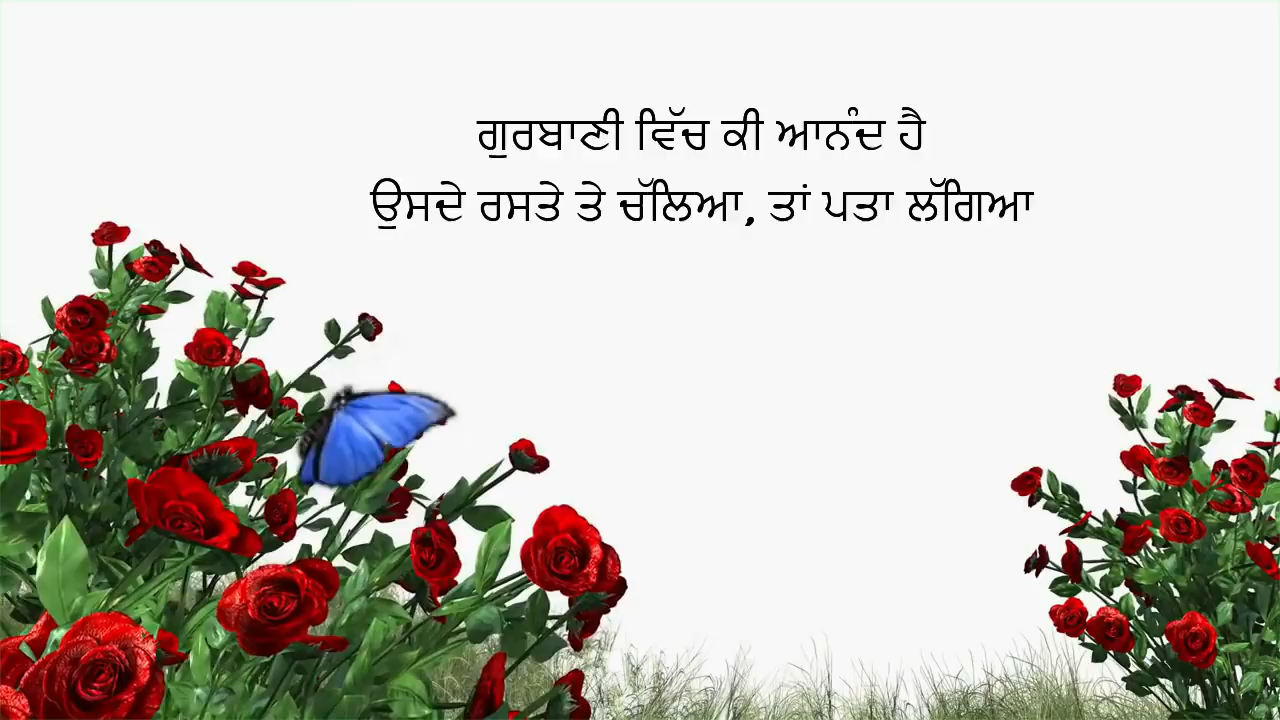 ਗੁਰਬਾਣੀ ਵਿੱਚ ਕੀ ਆਨੰਦ ਹੈ
ਉਸਦੇ ਰਸਤੇ ਤੇ ਚੱਲਿਆ, ਤਾਂ ਪਤਾ ਲੱਗਿਆ